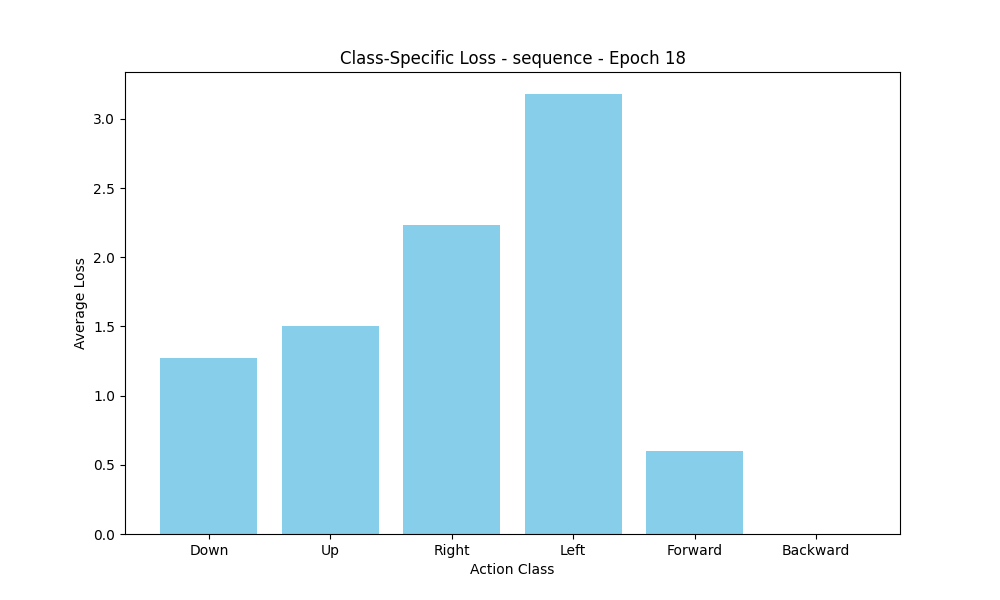 Class-Specific Loss - sequence - Epoch 18
Average Loss
3.0
2.5
2.0
1.5
1.0
0.5
0.0
Down Up Right Left Forward Backward
Action Class